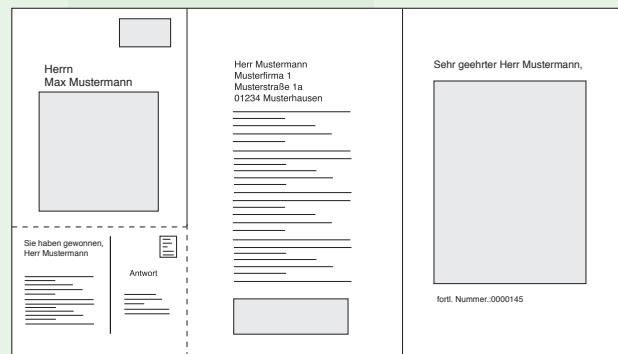 Herrn
Max Mustermann
Sie haben gewonnen,
Herr Mustermann
Antwort
Herr Mustermann
Musterfirma 1
Musterstraße 1a
01234 Musterhausen
Sehr geehrter Herr Mustermann,
fortl. Nummer.:0000145